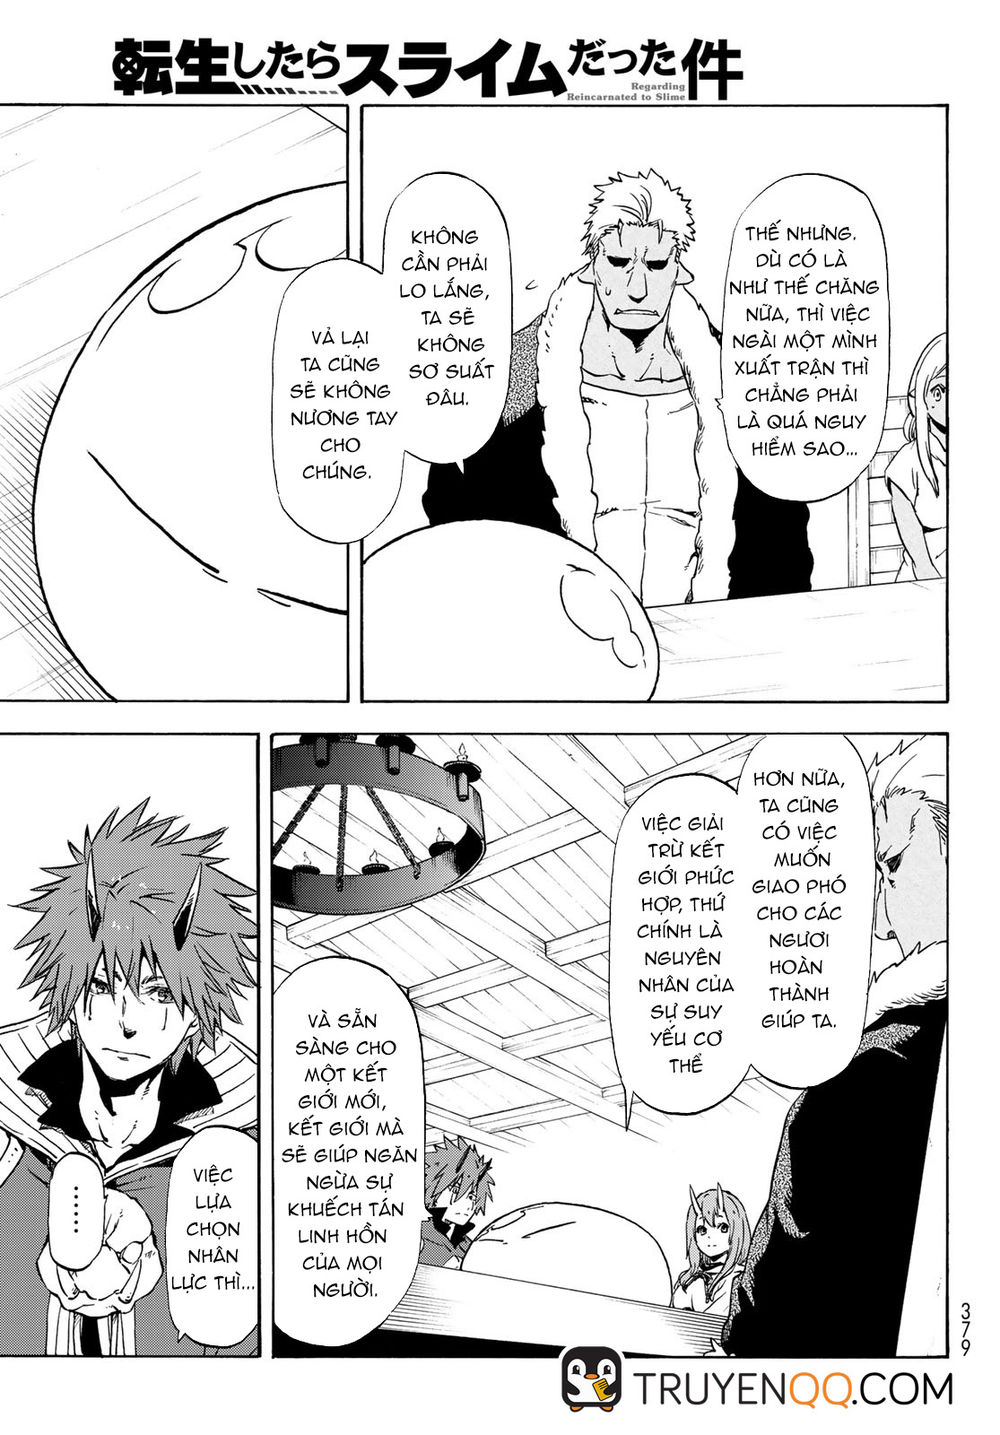 転生したらスライムだった件
Regarding
Reincarnated to Slime
THẾ NHƯNG,
DÙ CÓ LÀ
NHƯ THẾ CHĂNG
NỮA, THÌ VIỆC
NGÀI MỘT MÌNH
XUẤT TRẬN THÌ
CHẲNG PHẢI
LÀ QUÁ NGUY
HIỂM SAO...
KHÔNG
CẦN PHẢI
LO LẮNG,
TA SẼ
KHÔNG
SƠ SUẤT
ĐÂU.
VẢ LẠI
TA CŨNG
SẼ KHÔNG
NƯƠNG TAY
CHO
CHÚNG.
HƠN NỮA,
TA CŨNG
CÓ VIỆC
MUỐN
GIAO PHÓ
CHO CÁC
NGƯƠI
HOÀN
THÀNH
GIÚP TA.
VIỆC GIẢI
TRỪ KẾT
GIỚI PHỨC
HỢP, THỨ
CHÍNH LÀ
NGUYÊN
NHÂN CỦA
SỰ SUY
YẾU CƠ
THỂ
VÀ SẴN
SÀNG CHO
MỘT KẾT
GIỚI MỚI,
KẾT GIỚI MÀ
SẼ GIÚP NGĂN
NGỪA SỰ
KHUẾCH TÁN
LINH HỒN
CỦA MỌI
NGƯỜI.
VIỆC
LỰA
CHỌN
NHÂN
LỰC THÌ...
......
379
TRUYENQQ.COM